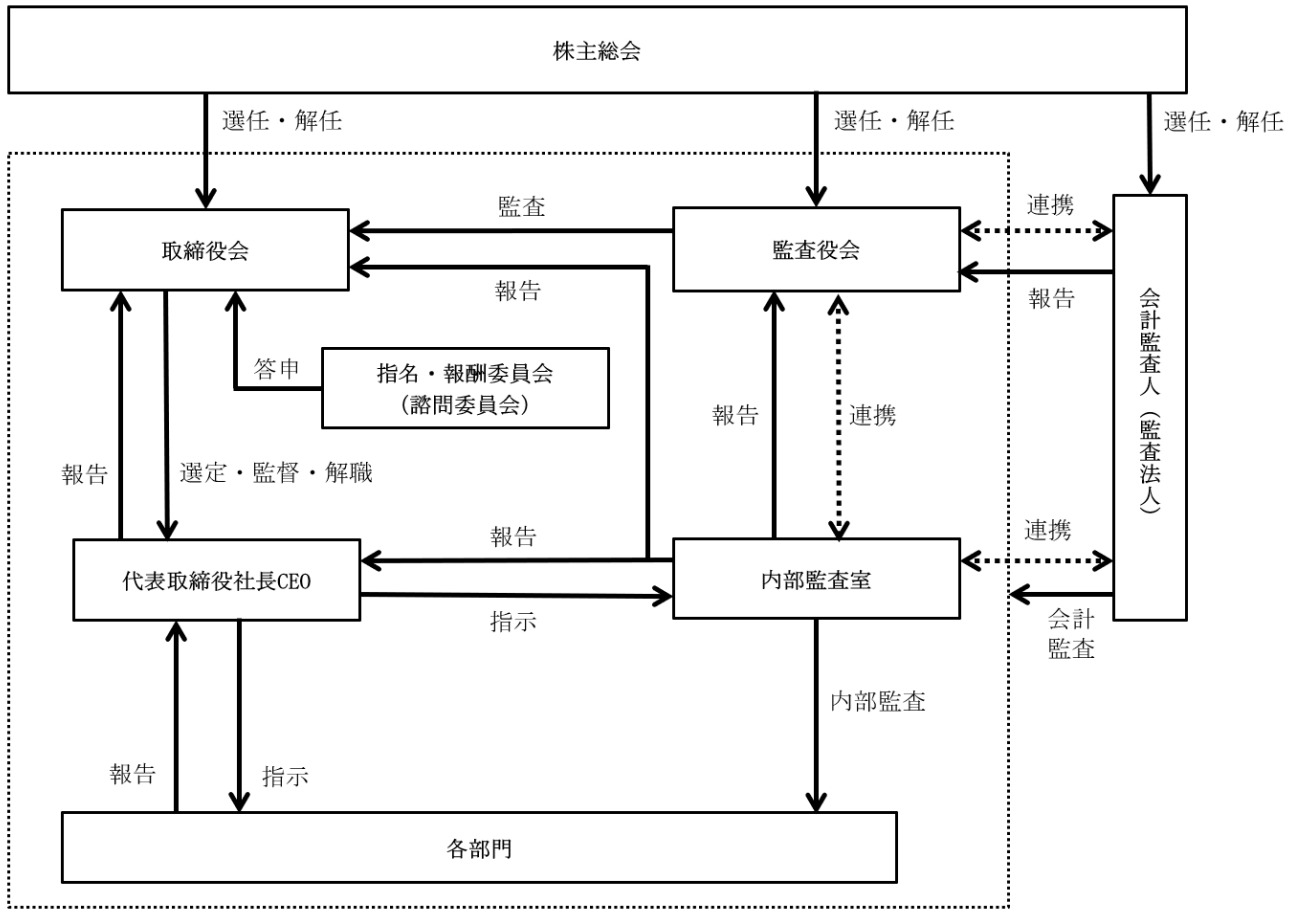 株主総会
選任・解任
選任・解任
選任・解任
監査
連携
取締役会
監査役会
報告
報告
会計監査人（監査法人）
答申
指名・報酬委員会
(諮問委員会)
報告
連携
報告
選定・監督・解職
報告
連携
代表取締役社長CEO
内部監査室
指示
会計
監査
内部監査
報告
指示
各部門